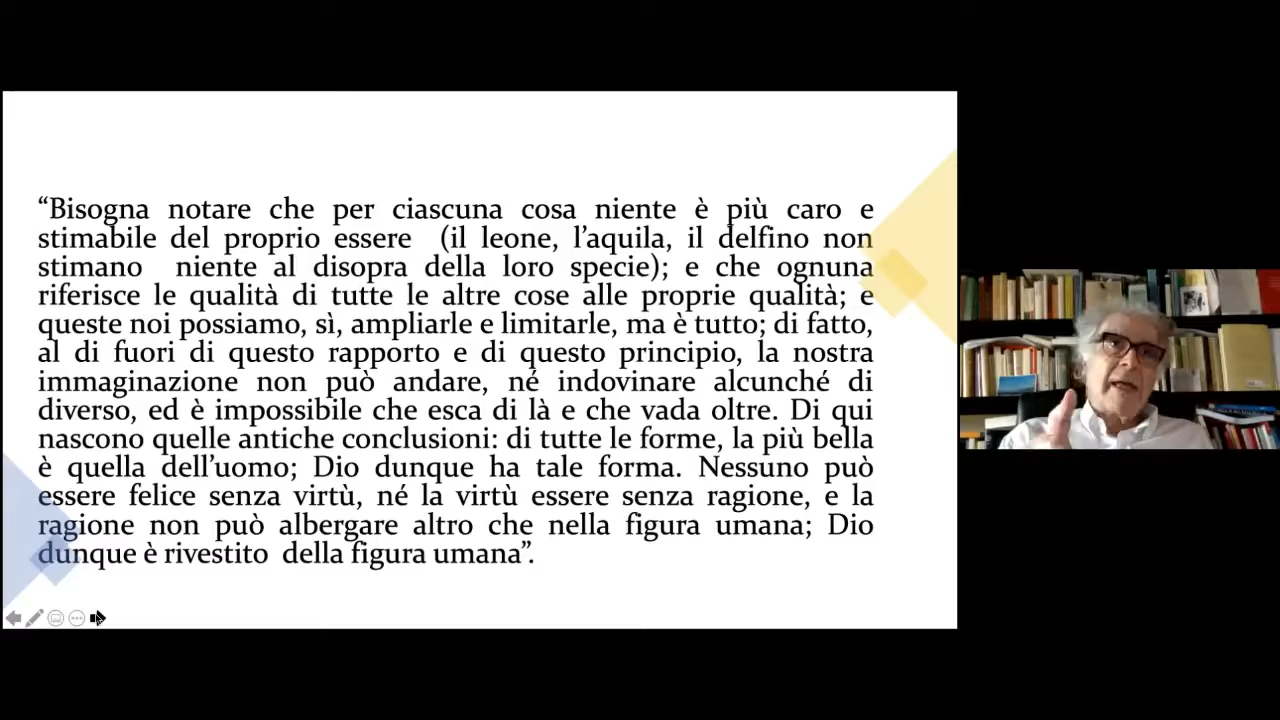 “Bisogna notare che per ciascuna cosa niente è più caro e
stimabile del proprio essere (il leone, l’aquila, il delfino non
stimano niente al disopra della loro specie); e che ognuna
riferisce le qualità di tutte le altre cose alle proprie qualità; e
queste noi possiamo, sì, ampliarle e limitarle, ma è tutto; di fatto,
al di fuori di questo rapporto e di questo principio, la nostra
immaginazione non può andare, né indovinare alcunché di
diverso, ed è impossibile che esca di là e che vada oltre. Di qui
nascono quelle antiche conclusioni: di tutte le forme, la più bella
è quella dell’uomo; Dio dunque ha tale forma. Nessuno può
essere felice senza virtù, né la virtù essere senza ragione, e la
ragione non può albergare altro che nella figura umana; Dio
dunque è rivestito della figura umana”.